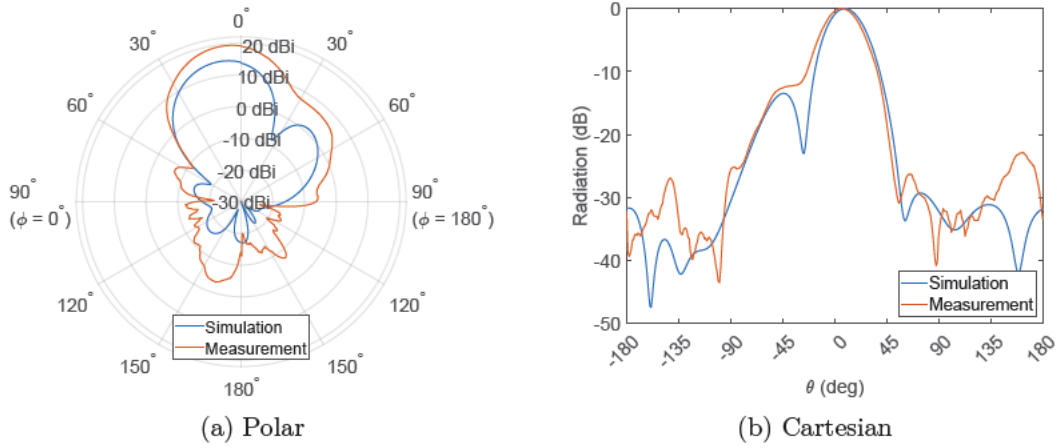 0°
30°
30°
60°
60°
90°
(ϕ = 0°)
90°
(ϕ = 180°)
120°
120°
150°
150°
180°
20 dBi
10 dBi
0 dBi
-10 dBi
-20 dBi
-30 dBi
Simulation
Measurement
(a) Polar
Radiation (dB)
0
-10
-20
-30
-40
-50
-180
-135
-90
-45
0
45
90
135
180
θ (deg)
Simulation
Measurement
(b) Cartesian